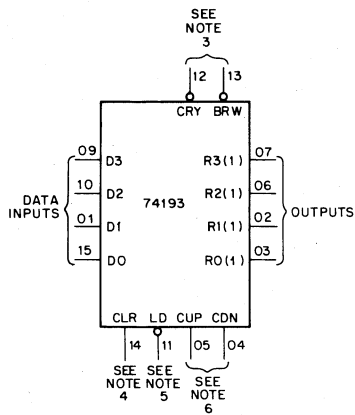 SEE
NOTE
3
12 13
CRY BRW
09 D3 R3(1) 07
10 D2 R2(1) 06
DATA
INPUTS
74193
OUTPUTS
01 D1 R1(1) 02
15 D0 R0(1) 03
CLR LD CUP CDN
14 11 05 04
SEE
NOTE
4
SEE
NOTE
5
SEE
NOTE
6